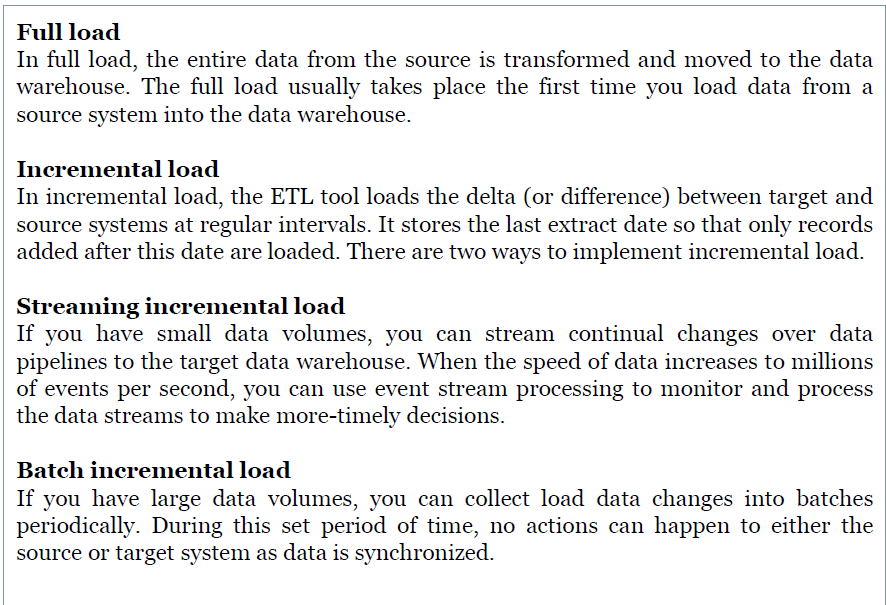 Full load
In full load, the entire data from the source is transformed and moved to the data
warehouse. The full load usually takes place the first time you load data from a
source system into the data warehouse.
Incremental load
In incremental load, the ETL tool loads the delta (or difference) between target and
source systems at regular intervals. It stores the last extract date so that only records
added after this date are loaded. There are two ways to implement incremental load.
Streaming incremental load
If you have small data volumes, you can stream continual changes over data
pipelines to the target data warehouse. When the speed of data increases to millions
of events per second, you can use event stream processing to monitor and process
the data streams to make more-timely decisions.
Batch incremental load
If you have large data volumes, you can collect load data changes into batches
periodically. During this set period of time, no actions can happen to either the
source or target system as data is synchronized.